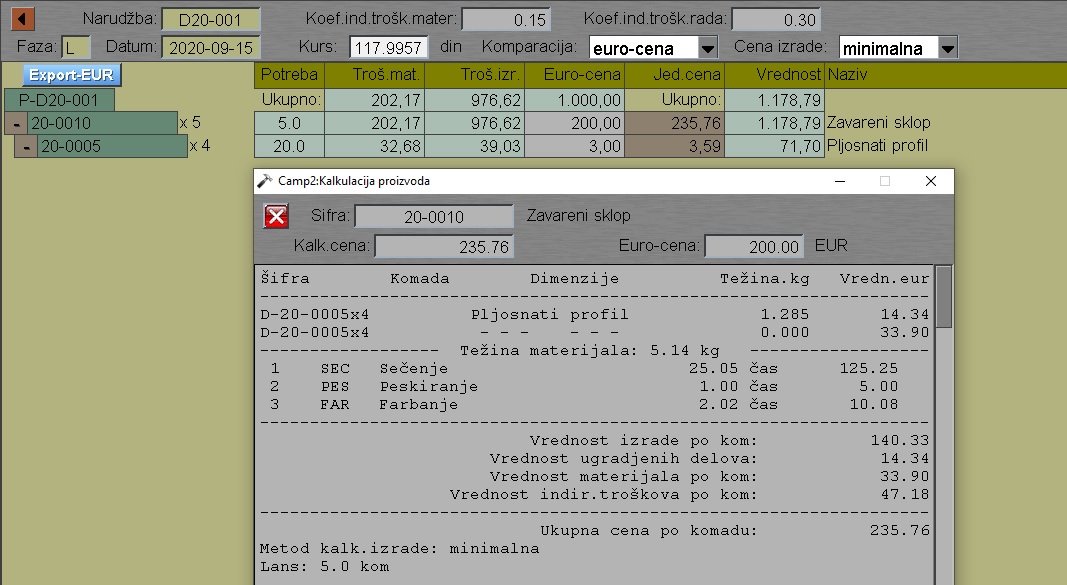 Narudžba: D20-001 Koef.ind.trošk.mater: 0.15 Koef.ind.trošk.rada: 0.30
Faza: L Datum: 2020-09-15 Kurs: 117.9957 din Komparacija: euro-cena Cena izrade: minimalna
Export-EUR Potreba Troš.mat. Troš.izr. Euro-cena Jed.cena Vrednost Naziv
P-D20-001 Ukupno: 202,17 976,62 1.000,00 Ukupno: 1.178,79
- 20-0010 x 5 5.0 202,17 976,62 200,00 235,76 1.178,79 Zavareni sklop
- 20-0005 x 4 20.0 32,68 39,03 3,00 3,59 71,70 Pljosnati profil
Camp2:Kalkulacija proizvoda
Sifra: 20-0010 Zavareni sklop
Kalk.cena: 235.76 Euro-cena: 200.00 EUR
Šifra Komada Dimenzije Težina.kg Vredn.eur
D-20-0005x4 Pljosnati profil 1.285 14.34
D-20-0005x4 - - - - - - 0.000 33.90
Težina materijala: 5.14 kg
1 SEC Sečenje 25.05 čas 125.25
2 PES Peskiranje 1.00 čas 5.00
3 FAR Farbanje 2.02 čas 10.08
Vrednost izrade po kom: 140.33
Vrednost ugradjenih delova: 14.34
Vrednost materijala po kom: 33.90
Vrednost indir.troškova po kom: 47.18
Ukupna cena po komadu: 235.76
Metod kalk.izrade: minimalna
Lans: 5.0 kom